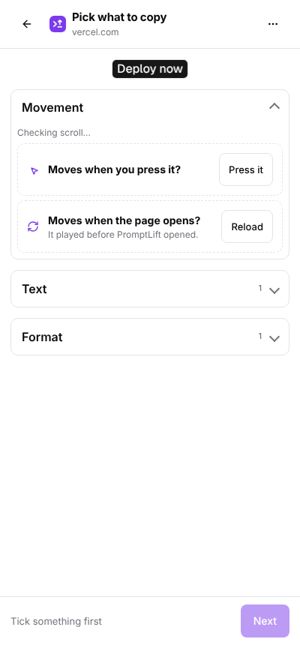 Pick what to copy
vercel.com
Deploy now
Movement
Checking scroll...
Moves when you press it?
Press it
Moves when the page opens?
It played before PromptLift opened.
Reload
Text
1
Format
1
Tick something first
Next